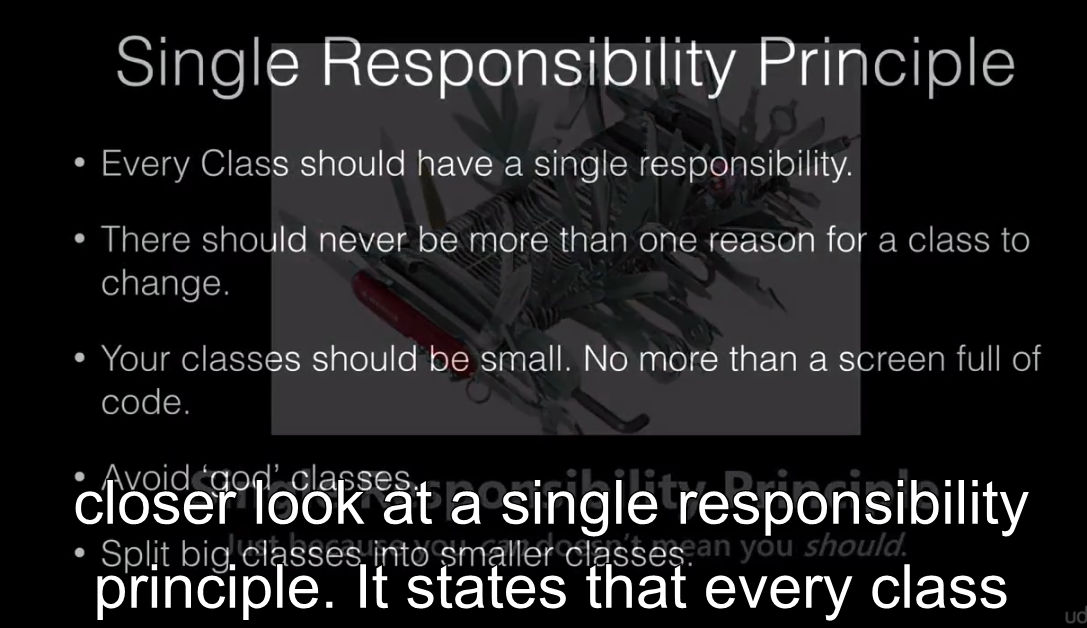 Single Responsibility Principle
• Every Class should have a single responsibility.
• There should never be more than one reason for a class to
change.
• Your classes should be small. No more than a screen full of
code.
• Avoid ‘god’ classes.
Single Responsibility Principle
closer look at a single responsibility
• Split big classes into smaller classes.
Just because you can doesn't mean you should.
principle. It states that every class
ud